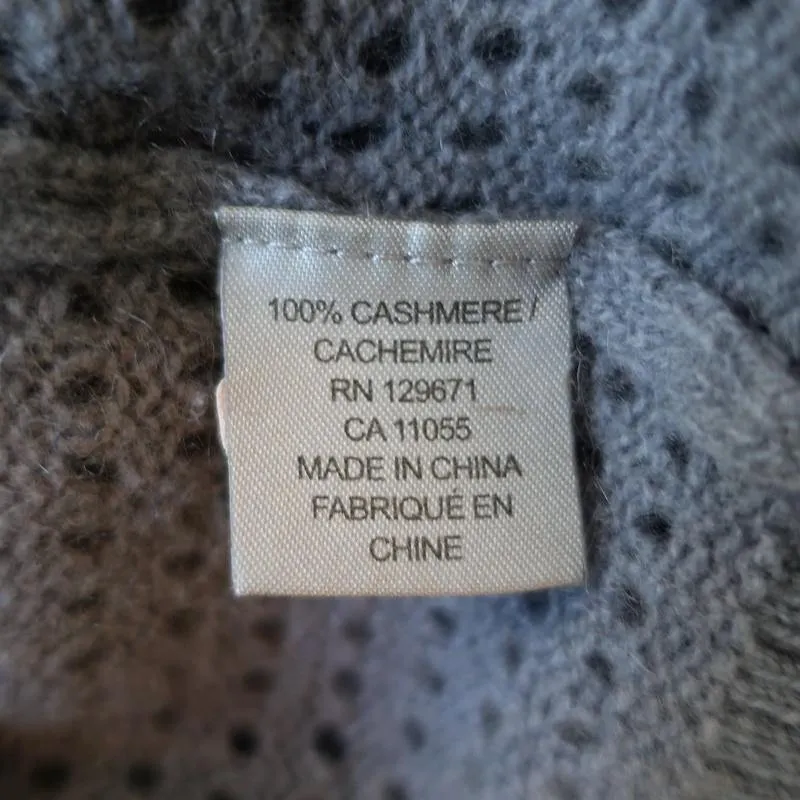 100% CASHMERE /
CACHEMIRE
RN 129671
CA 11055
MADE IN CHINA
FABRIQUÉ EN
CHINE